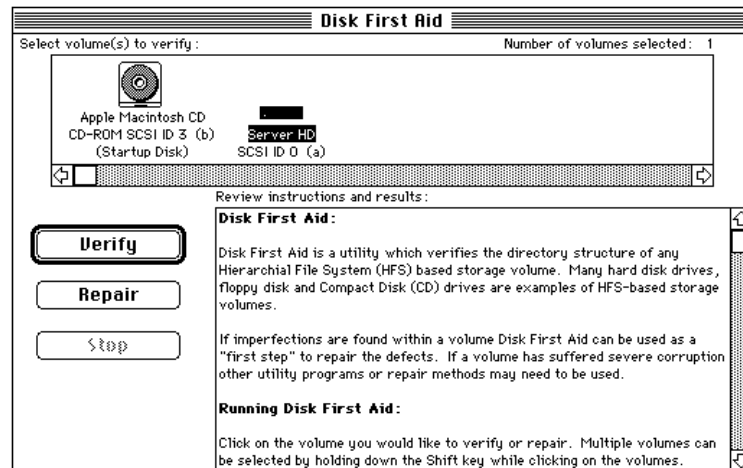 Disk First Aid
Select volume(s) to verify:
Number of volumes selected: 1
Apple Macintosh CD
CD-ROM SCSI ID 3 (b)
(Startup Disk)
Server HD
SCSI ID 0 (a)
Review instructions and results:
Verify
Repair
Stop
Disk First Aid:
Disk First Aid is a utility which verifies the directory structure of any
Hierarchial File System (HFS) based storage volume. Many hard disk drives,
floppy disk and Compact Disk (CD) drives are examples of HFS-based storage
volumes.
If imperfections are found within a volume Disk First Aid can be used as a
"first step" to repair the defects. If a volume has suffered severe corruption
other utility programs or repair methods may need to be used.
Running Disk First Aid:
Click on the volume you would like to verify or repair. Multiple volumes can
be selected by holding down the Shift key while clicking on the volumes.